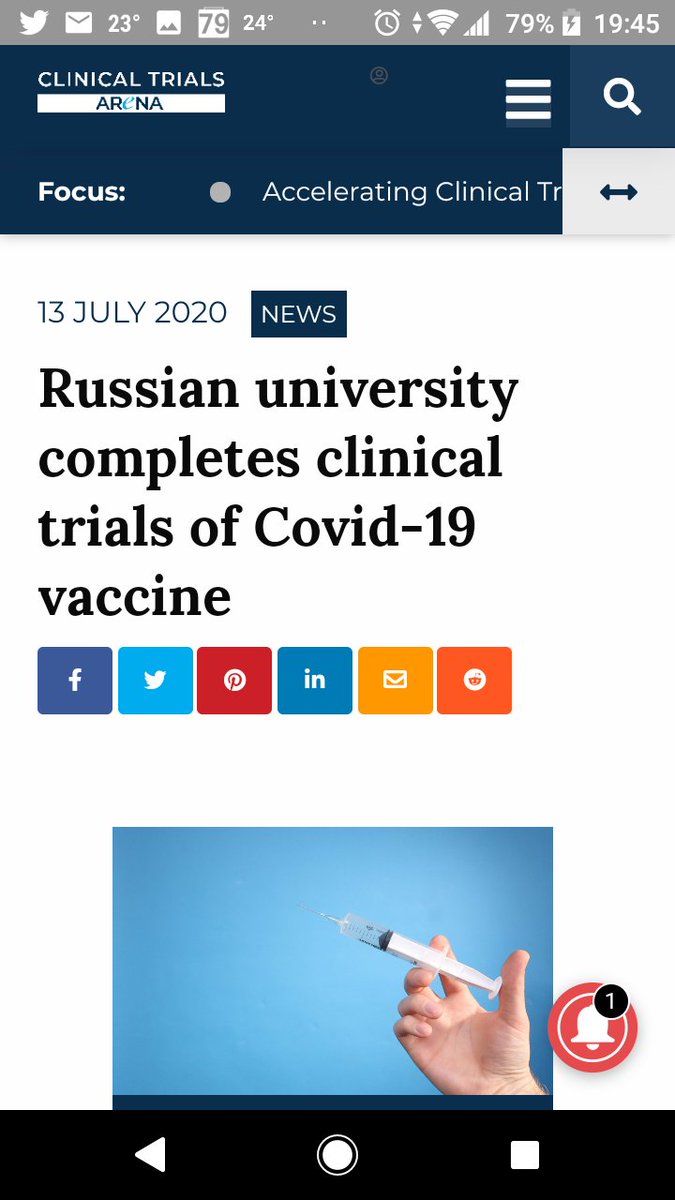 23° 79 24° 79% 19:45
CLINICAL TRIALS
ARENA
Focus: Accelerating Clinical Tr
13 JULY 2020 NEWS
Russian university
completes clinical
trials of Covid-19
vaccine
1